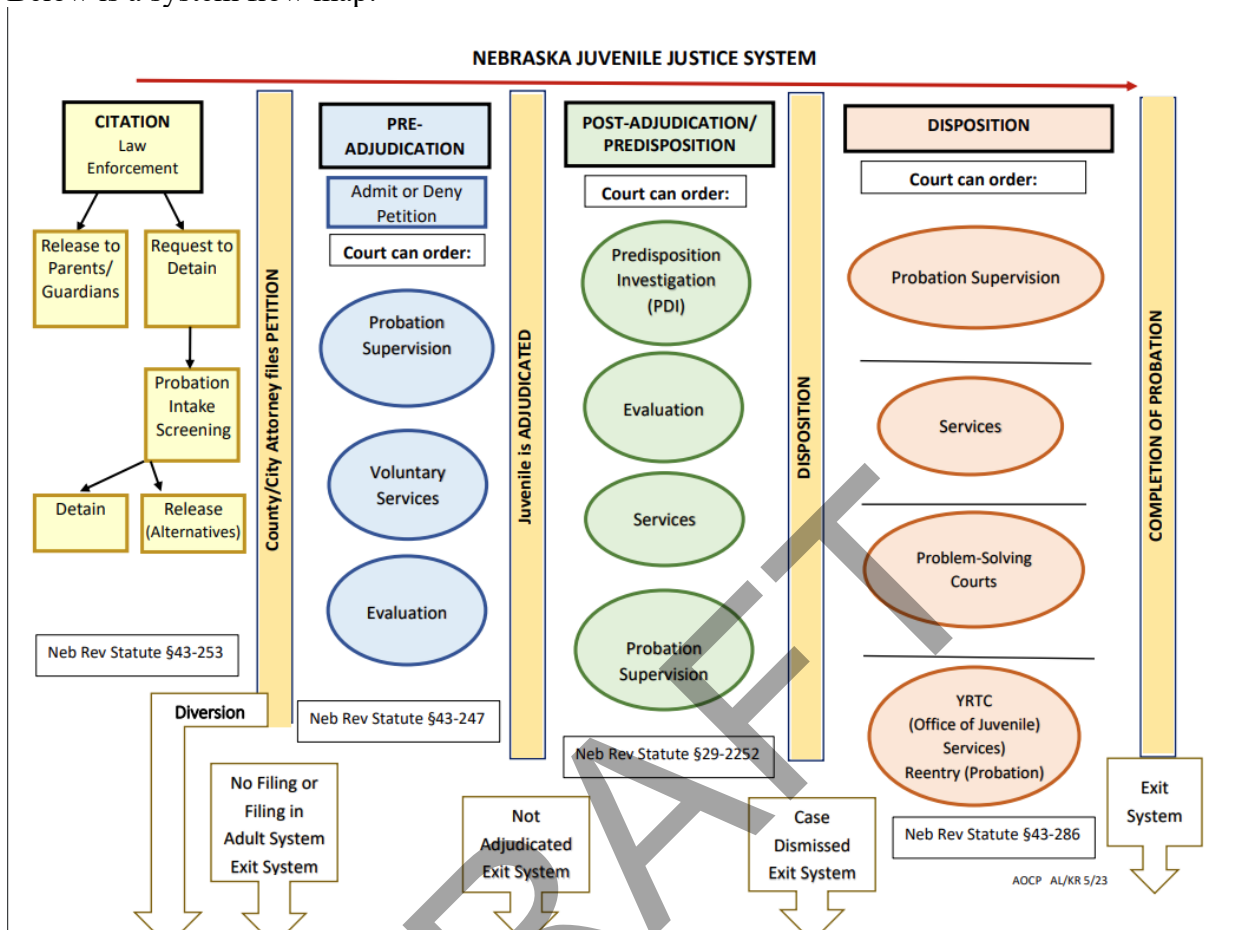 Below is a system flow map:
NEBRASKA JUVENILE JUSTICE SYSTEM
CITATION
Law
Enforcement
Release to
Parents/
Guardians
Request to
Detain
Probation
Intake
Screening
Detain
Release
(Alternatives)
Neb Rev Statute §43-253
County/City Attorney files PETITION
Diversion
No Filing or
Filing in
Adult System
Exit System
PRE-
ADJUDICATION
Admit or Deny
Petition
Court can order:
Probation
Supervision
Voluntary
Services
Evaluation
Neb Rev Statute §43-247
Juvenile is ADJUDICATED
Not
Adjudicated
Exit System
POST-ADJUDICATION/
PREDISPOSITION
Court can order:
Predisposition
Investigation
(PDI)
Evaluation
Services
Probation
Supervision
Neb Rev Statute §29-2252
DISPOSITION
Case
Dismissed
Exit System
DISPOSITION
Court can order:
Probation Supervision
Services
Problem-Solving
Courts
YRTC
(Office of Juvenile)
Services)
Reentry (Probation)
Neb Rev Statute §43-286
AOCP AL/KR 5/23
COMPLETION OF PROBATION
Exit
System
DRAFT